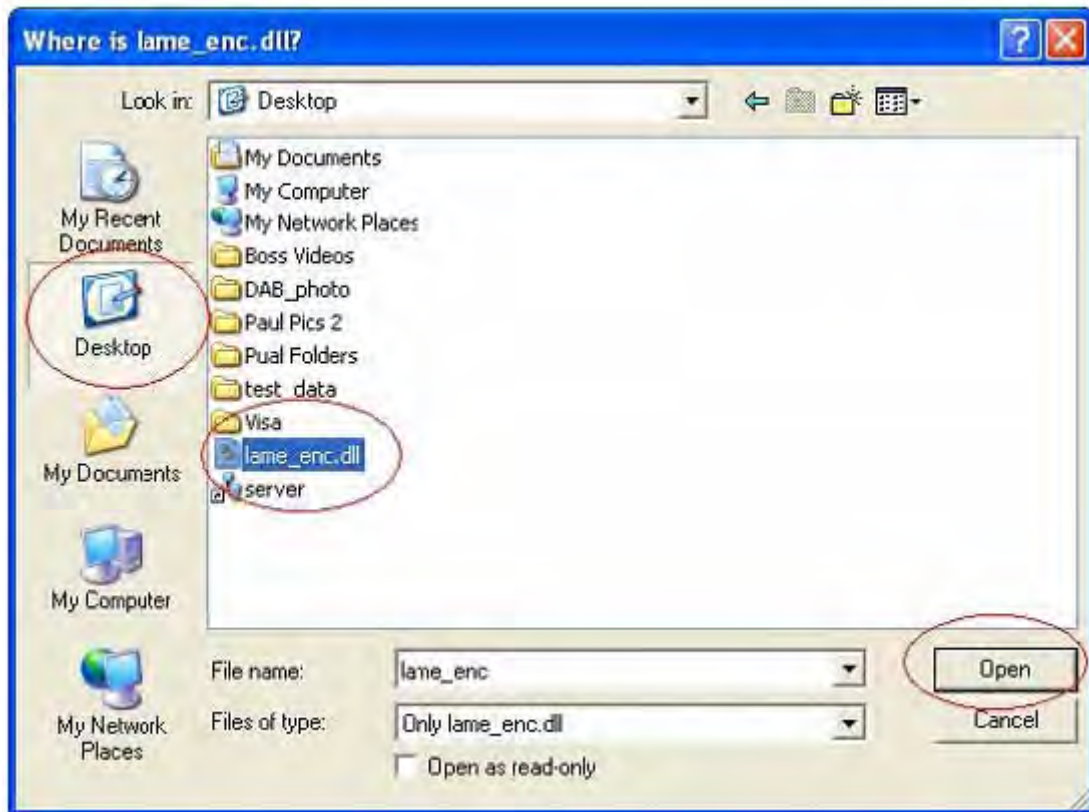 Where is lame_enc.dll?
Look in:
Desktop
My Recent
Documents
Desktop
My Documents
My Computer
My Network
Places
My Documents
My Computer
My Network Places
Boss Videos
DAB_photo
Paul Pics 2
Pual Folders
test_data
Visa
lame_enc.dll
server
File name:
lame_enc
Open
Files of type:
Only lame_enc.dll
Cancel
Open as read-only